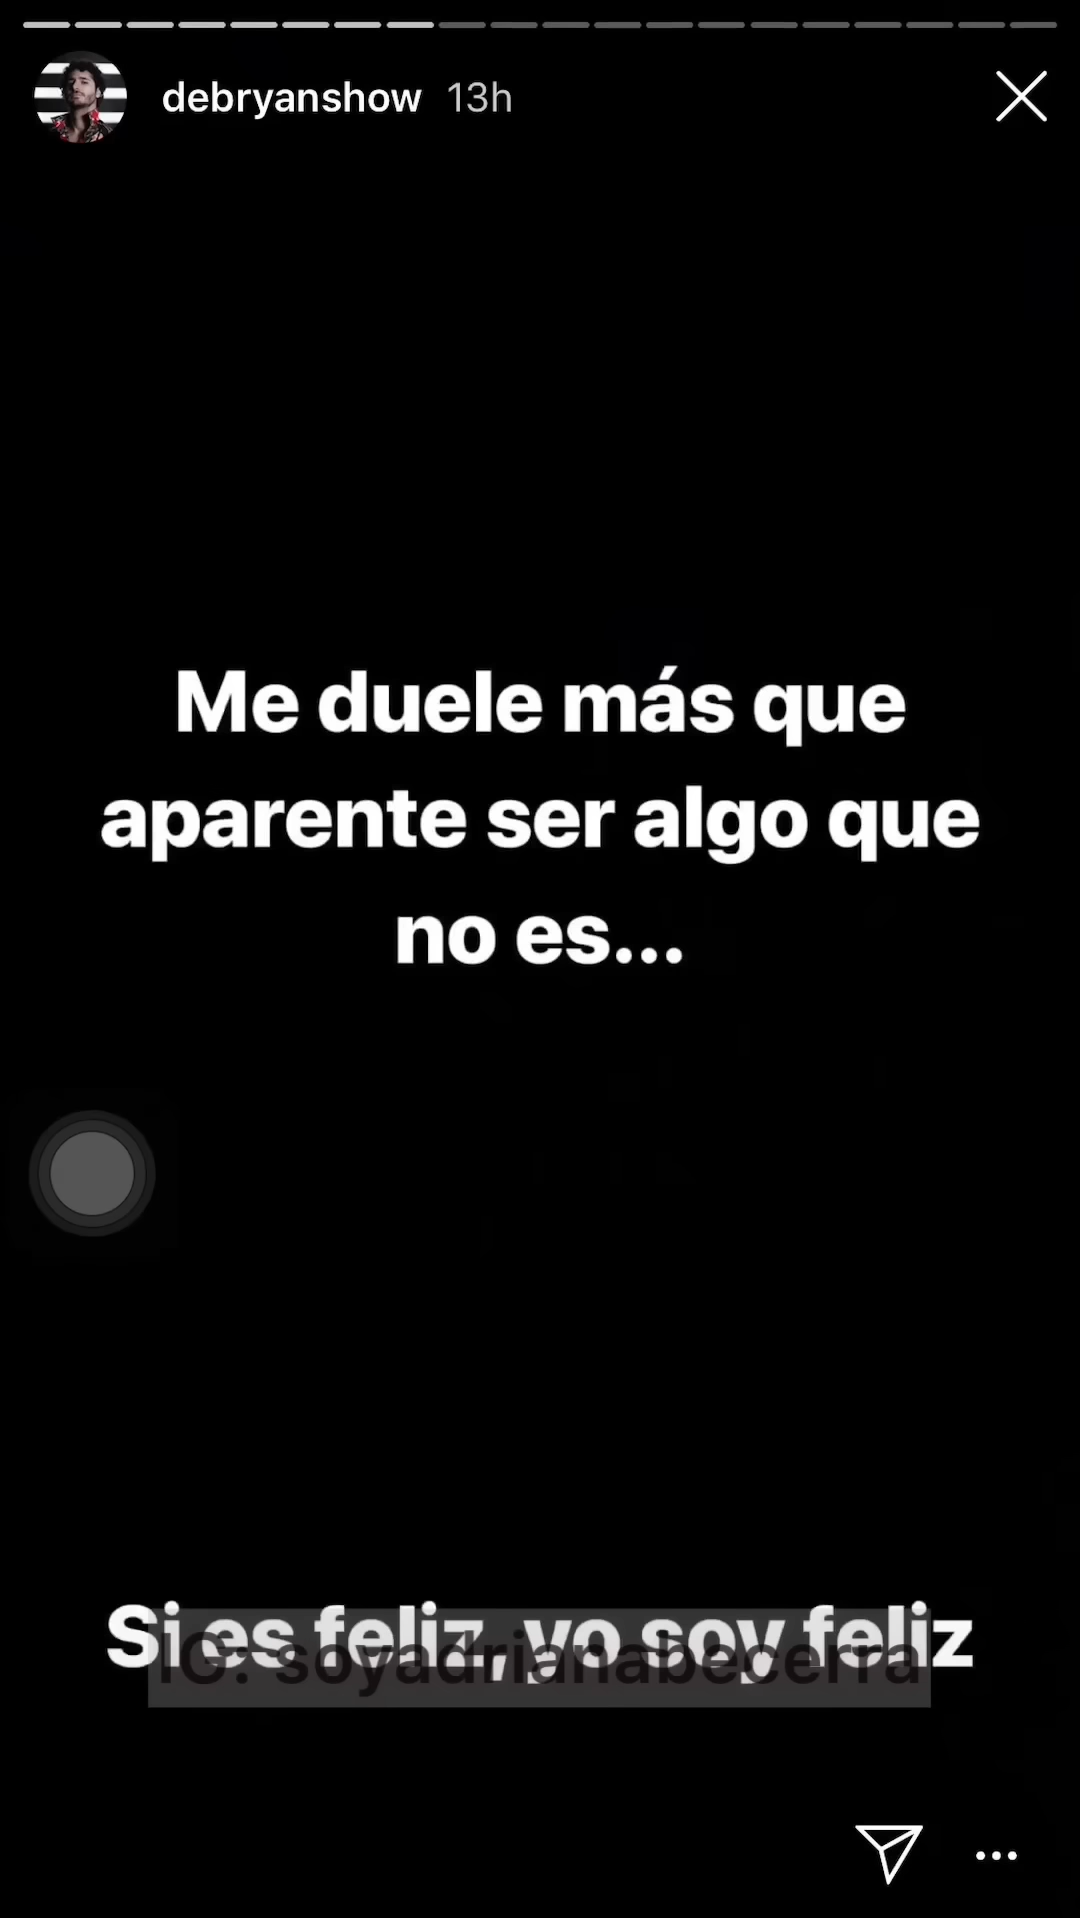 debryanshow 13h
Me duele más que
aparente ser algo que
no es...
Si es feliz, yo soy feliz
IG: soyadrianabecerra